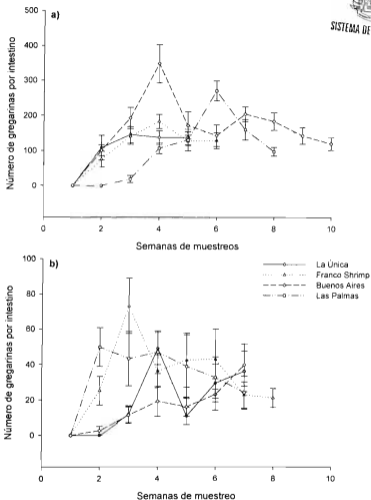 SISTEMA DE
a)
Número de gregarinas por intestino
500
400
300
200
100
0
0 2 4 6 8 10
Semanas de muestreos
b)
La Única
Franco Shrimp
Buenos Aires
Las Palmas
Número de gregarinas por intestino
100
80
60
40
20
0
0 2 4 6 8 10
Semanas de muestreo